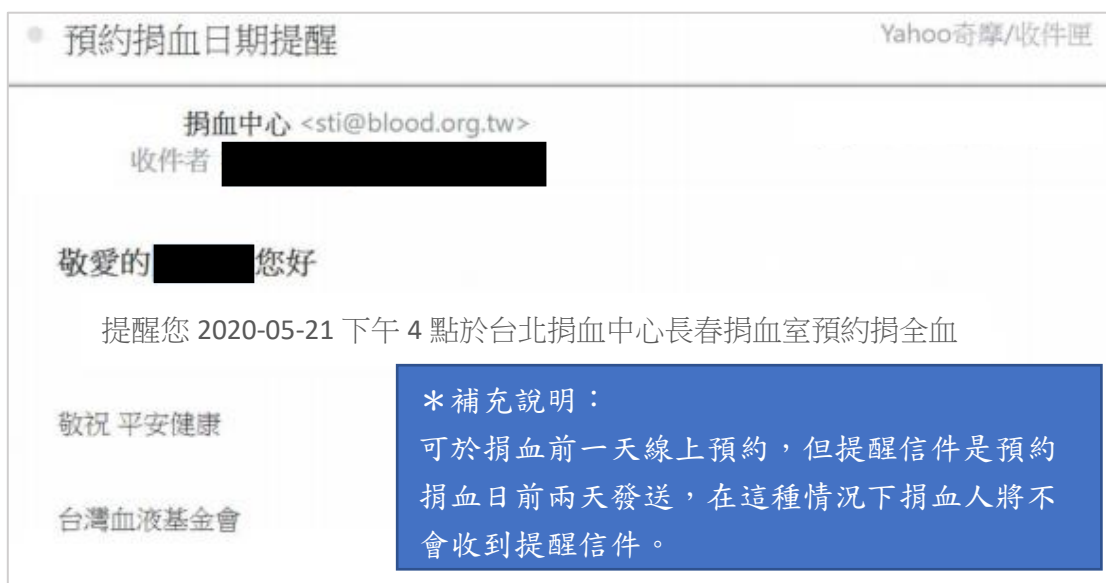 預約捐血日期提醒
Yahoo奇摩/收件匣
捐血中心 <sti@blood.org.tw>
收件者
敬愛的 您好
提醒您 2020-05-21 下午 4 點於台北捐血中心長春捐血室預約捐全血
敬祝 平安健康
台灣血液基金會
＊補充說明：
可於捐血前一天線上預約，但提醒信件是預約
捐血日前兩天發送，在這種情況下捐血人將不
會收到提醒信件。